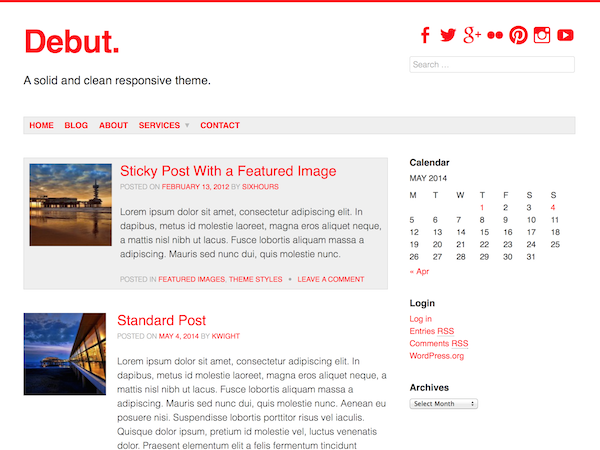 Debut.
A solid and clean responsive theme.
Search …
HOME BLOG ABOUT SERVICES CONTACT
Sticky Post With a Featured Image
POSTED ON FEBRUARY 13, 2012 BY SIXHOURS
Lorem ipsum dolor sit amet, consectetur adipiscing elit. In
dapibus, metus id molestie laoreet, magna eros aliquet neque,
a mattis nisl nibh ut lacus. Fusce lobortis aliquam massa a
adipiscing. Mauris sed nunc dui, quis molestie nunc.
POSTED IN FEATURED IMAGES, THEME STYLES • LEAVE A COMMENT
Standard Post
POSTED ON MAY 4, 2014 BY KWIGHT
Lorem ipsum dolor sit amet, consectetur adipiscing elit. In
dapibus, metus id molestie laoreet, magna eros aliquet neque, a
mattis nisl nibh ut lacus. Fusce lobortis aliquam massa a
adipiscing. Mauris sed nunc dui, quis molestie nunc. Aenean eu
posuere nisi. Suspendisse lobortis porttitor risus vel iaculis.
Quisque dolor ipsum, pretium id molestie vel, luctus venenatis
dolor. Praesent elementum elit a felis fermentum tincidunt
Calendar
MAY 2014
M T W T F S S
1 2 3 4
5 6 7 8 9 10 11
12 13 14 15 16 17 18
19 20 21 22 23 24 25
26 27 28 29 30 31
« Apr
Login
Log in
Entries RSS
Comments RSS
WordPress.org
Archives
Select Month